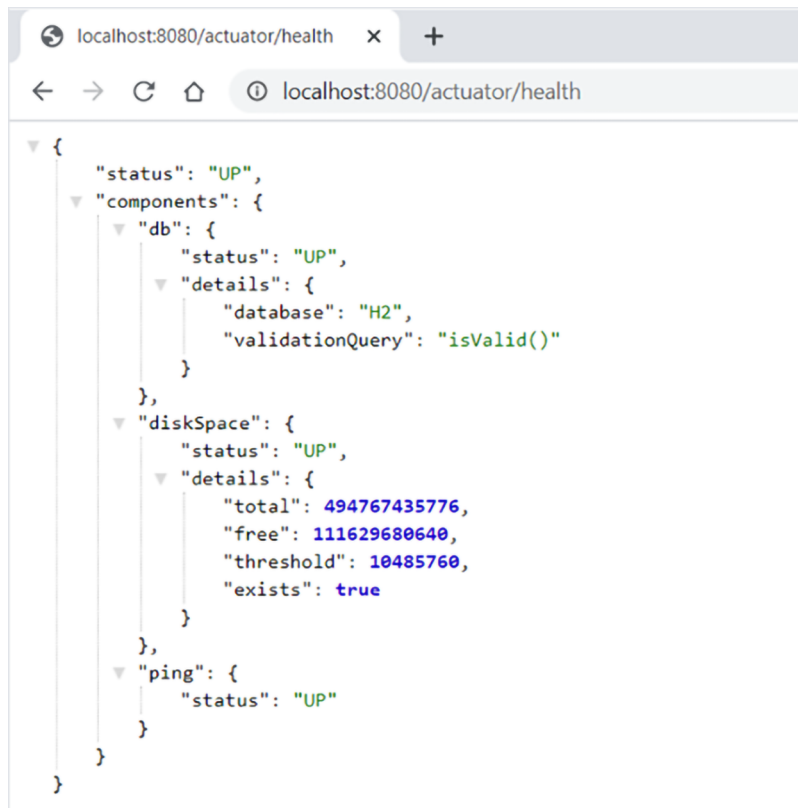 localhost:8080/actuator/health
localhost:8080/actuator/health
{
"status": "UP",
"components": {
"db": {
"status": "UP",
"details": {
"database": "H2",
"validationQuery": "isValid()"
}
},
"diskSpace": {
"status": "UP",
"details": {
"total": 494767435776,
"free": 111629680640,
"threshold": 10485760,
"exists": true
}
},
"ping": {
"status": "UP"
}
}
}